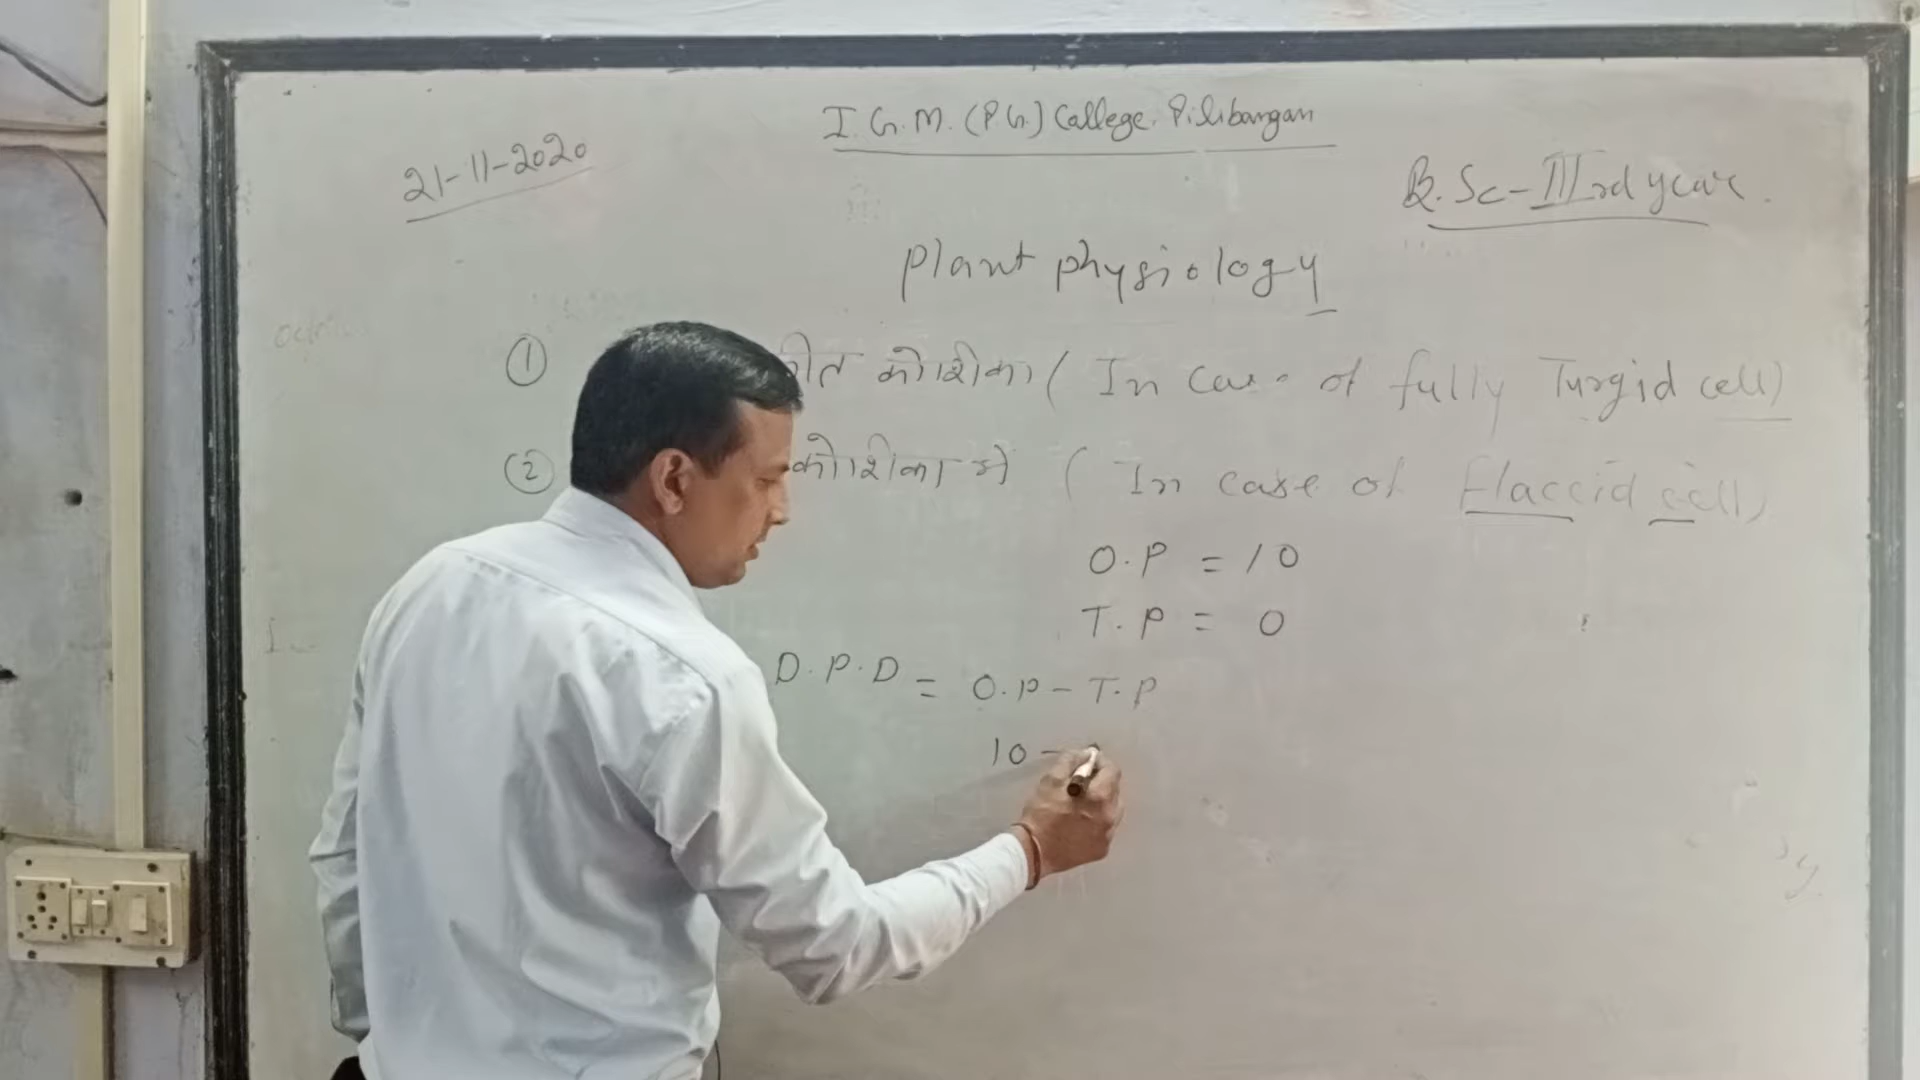 I.G.M. (P.G.) College. Pilibangan
21-11-2020
B.Sc - IIIrd year.
Plant physiology
① कोशिका ( In case of fully Turgid cell)
② कोशिका में ( In case of Flaccid cell)
O.P = 10
T.P = 0
D.P.D = O.P - T.P
10 -